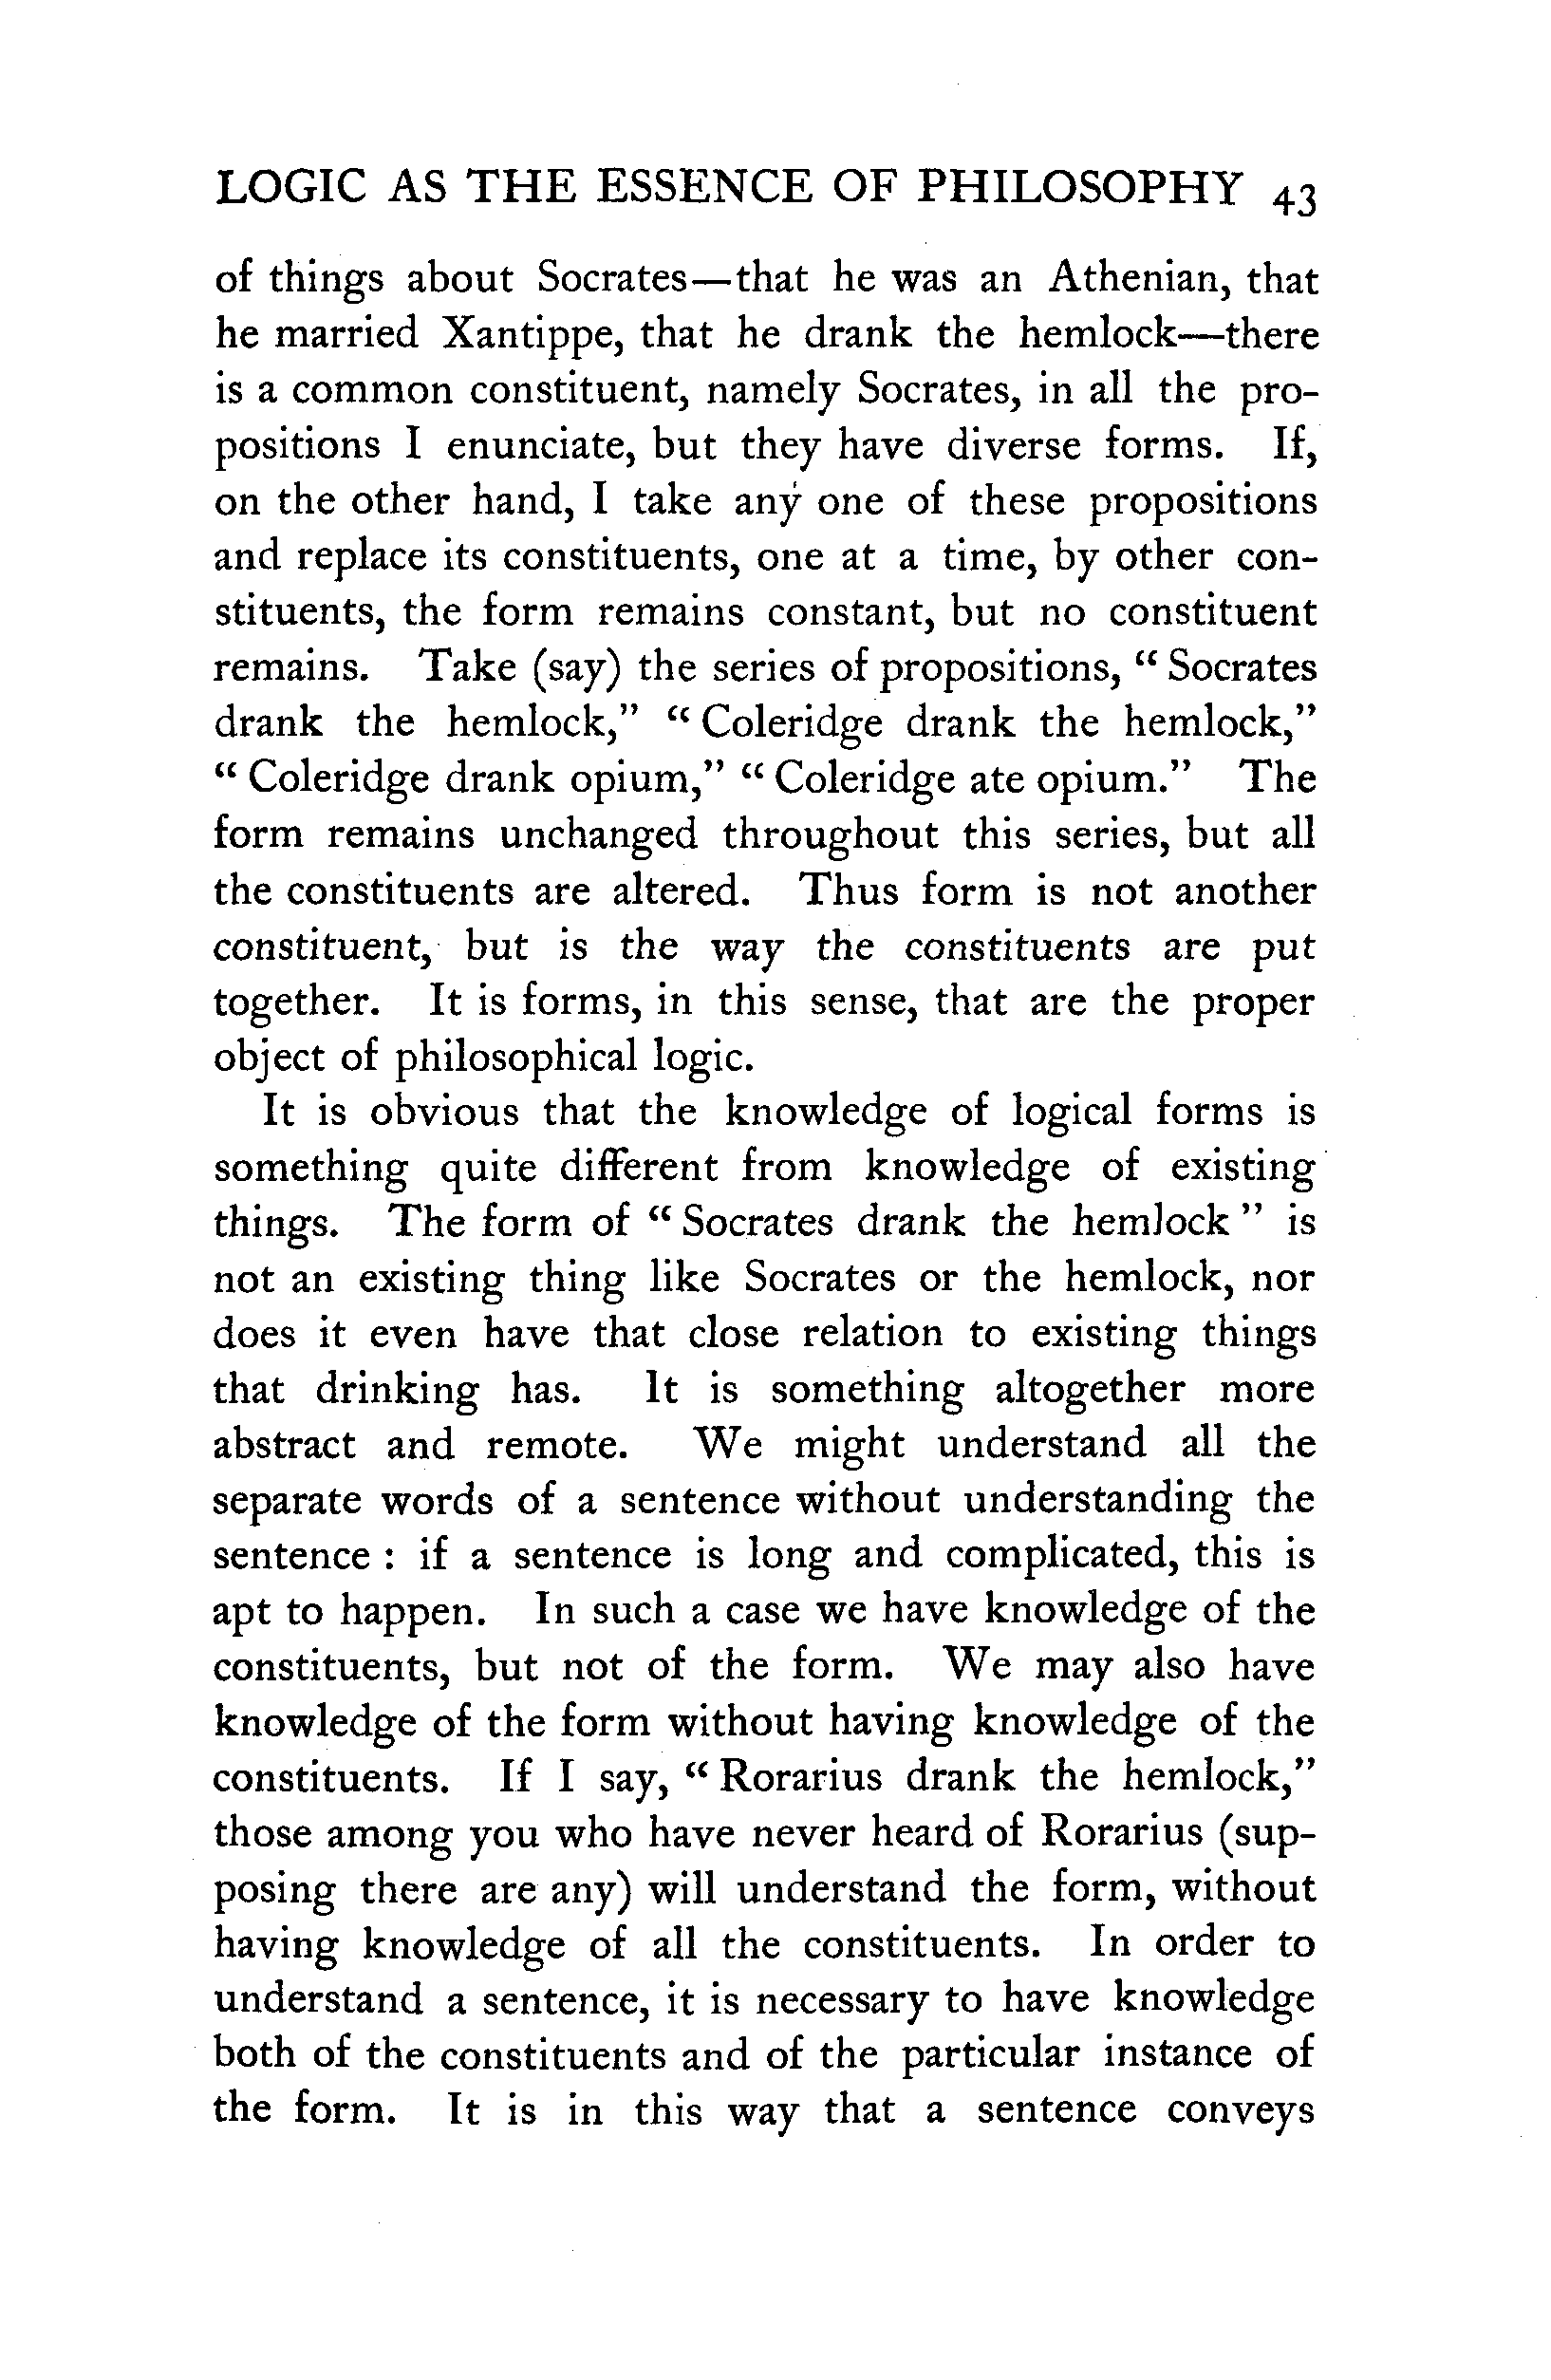 LOGIC AS THE ESSENCE OF PHILOSOPHY 43
of things about Socrates—that he was an Athenian, that
he married Xantippe, that he drank the hemlock—there
is a common constituent, namely Socrates, in all the pro-
positions I enunciate, but they have diverse forms. If,
on the other hand, I take any one of these propositions
and replace its constituents, one at a time, by other con-
stituents, the form remains constant, but no constituent
remains. Take (say) the series of propositions, “ Socrates
drank the hemlock,” “ Coleridge drank the hemlock,”
“ Coleridge drank opium,” “ Coleridge ate opium.” The
form remains unchanged throughout this series, but all
the constituents are altered. Thus form is not another
constituent, but is the way the constituents are put
together. It is forms, in this sense, that are the proper
object of philosophical logic.
It is obvious that the knowledge of logical forms is
something quite different from knowledge of existing
things. The form of “ Socrates drank the hemlock ” is
not an existing thing like Socrates or the hemlock, nor
does it even have that close relation to existing things
that drinking has. It is something altogether more
abstract and remote. We might understand all the
separate words of a sentence without understanding the
sentence : if a sentence is long and complicated, this is
apt to happen. In such a case we have knowledge of the
constituents, but not of the form. We may also have
knowledge of the form without having knowledge of the
constituents. If I say, “ Rorarius drank the hemlock,”
those among you who have never heard of Rorarius (sup-
posing there are any) will understand the form, without
having knowledge of all the constituents. In order to
understand a sentence, it is necessary to have knowledge
both of the constituents and of the particular instance of
the form. It is in this way that a sentence conveys